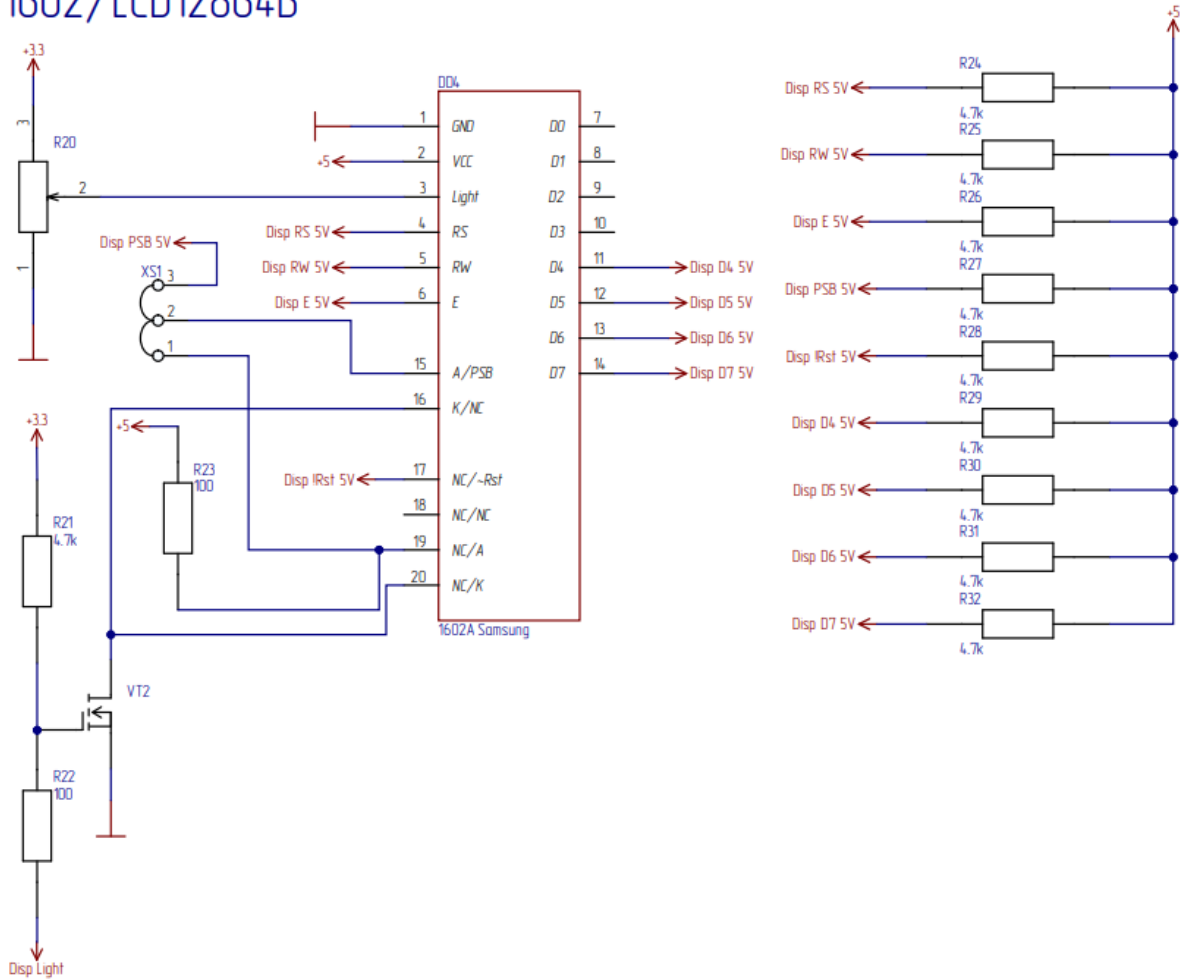 1602/LCD12864B
+3.3
3
R20
2
1
Disp PSB 5V
XS1
3
2
1
+3.3
R21
4.7k
R22
100
Disp Light
+5
R23
100
VT2
DD4
1 GND D0 7
+5 2 VCC D1 8
3 Light D2 9
Disp RS 5V 4 RS D3 10
Disp RW 5V 5 RW D4 11 Disp D4 5V
Disp E 5V 6 E D5 12 Disp D5 5V
D6 13 Disp D6 5V
15 A/PSB D7 14 Disp D7 5V
16 K/NC
Disp !Rst 5V 17 NC/~Rst
18 NC/NC
19 NC/A
20 NC/K
1602A Samsung
+5
R24
Disp RS 5V
4.7k
R25
Disp RW 5V
4.7k
R26
Disp E 5V
4.7k
R27
Disp PSB 5V
4.7k
R28
Disp !Rst 5V
4.7k
R29
Disp D4 5V
4.7k
R30
Disp D5 5V
4.7k
R31
Disp D6 5V
4.7k
R32
Disp D7 5V
4.7k